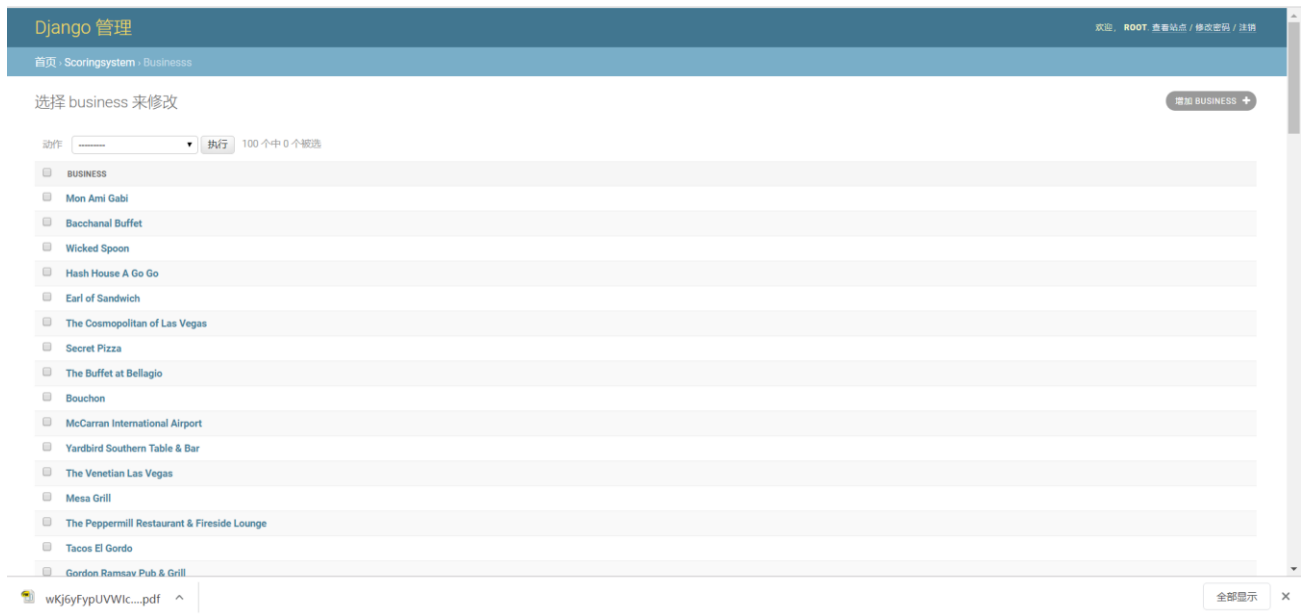 Django 管理
欢迎， ROOT. 查看站点 / 修改密码 / 注销
首页 › Scoringsystem › Businesss
选择 business 来修改
增加 BUSINESS +
动作 --------- 执行 100 个中 0 个被选
BUSINESS
Mon Ami Gabi
Bacchanal Buffet
Wicked Spoon
Hash House A Go Go
Earl of Sandwich
The Cosmopolitan of Las Vegas
Secret Pizza
The Buffet at Bellagio
Bouchon
McCarran International Airport
Yardbird Southern Table & Bar
The Venetian Las Vegas
Mesa Grill
The Peppermill Restaurant & Fireside Lounge
Tacos El Gordo
Gordon Ramsay Pub & Grill
wKj6yFypUVWIc....pdf
全部显示